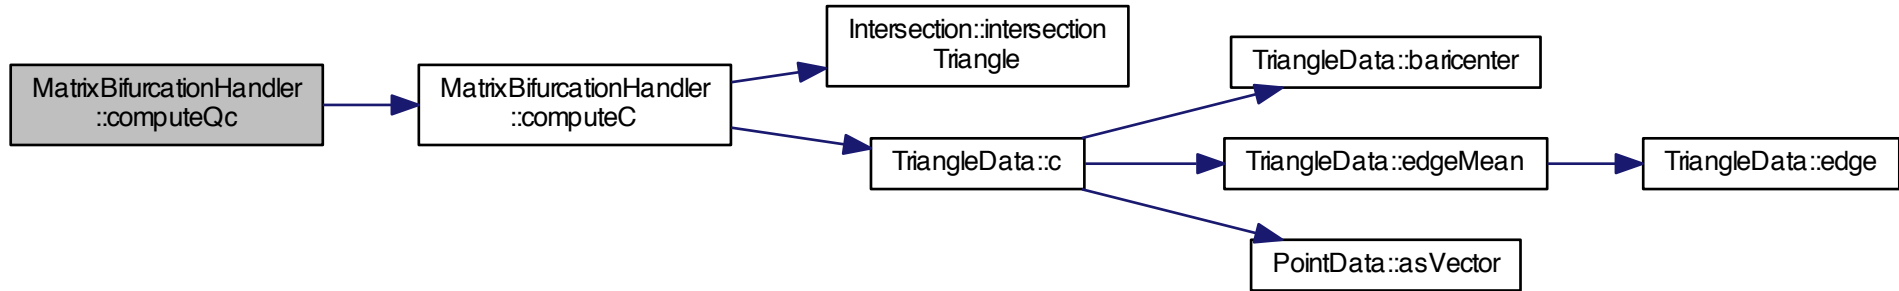 MatrixBifurcationHandler
::computeQc
MatrixBifurcationHandler
::computeC
Intersection::intersection
Triangle
TriangleData::c
TriangleData::baricenter
TriangleData::edgeMean
PointData::asVector
TriangleData::edge